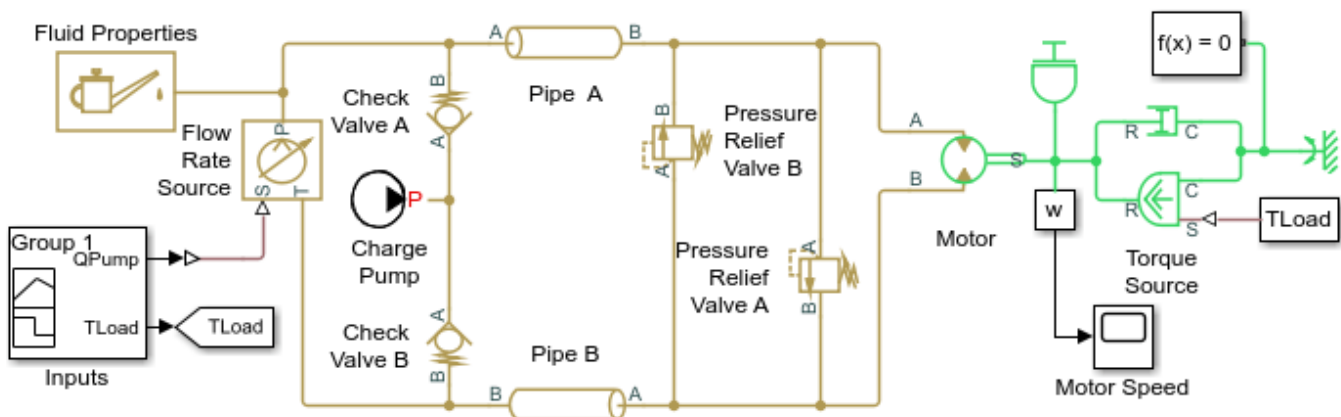 Fluid Properties
P
Flow
Rate
Source
S
T
Group 1
QPump
TLoad
TLoad
Inputs
B
Check
Valve A
A
P
Charge
Pump
A
Check
Valve B
B
A
B
Pipe A
Pipe B
B
A
B
A
Pressure
Relief
Valve B
Pressure
Relief
Valve A
A
B
A
B
Motor
S
w
Motor Speed
f(x) = 0
R
C
R
C
S
Torque
Source
TLoad